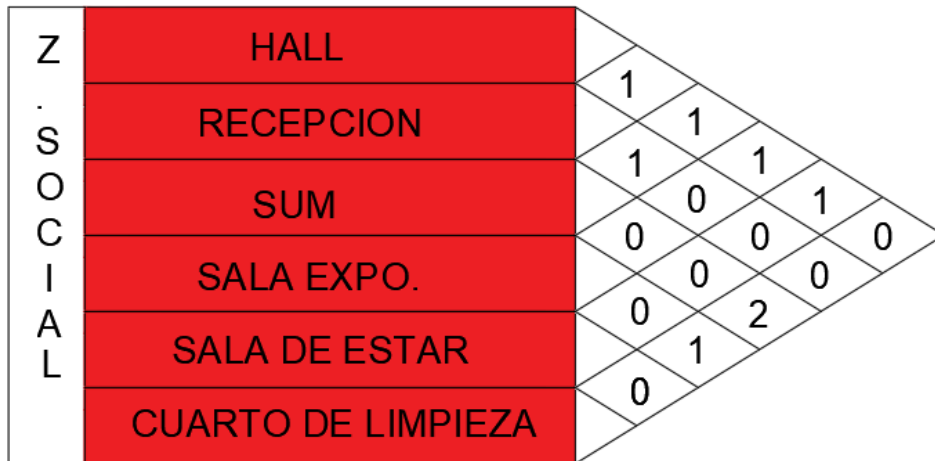 Z.SOCIAL
HALL
RECEPCION
SUM
SALA EXPO.
SALA DE ESTAR
CUARTO DE LIMPIEZA
1
1
1 1
0 1
0 0 0
0 0
0 2
1
0